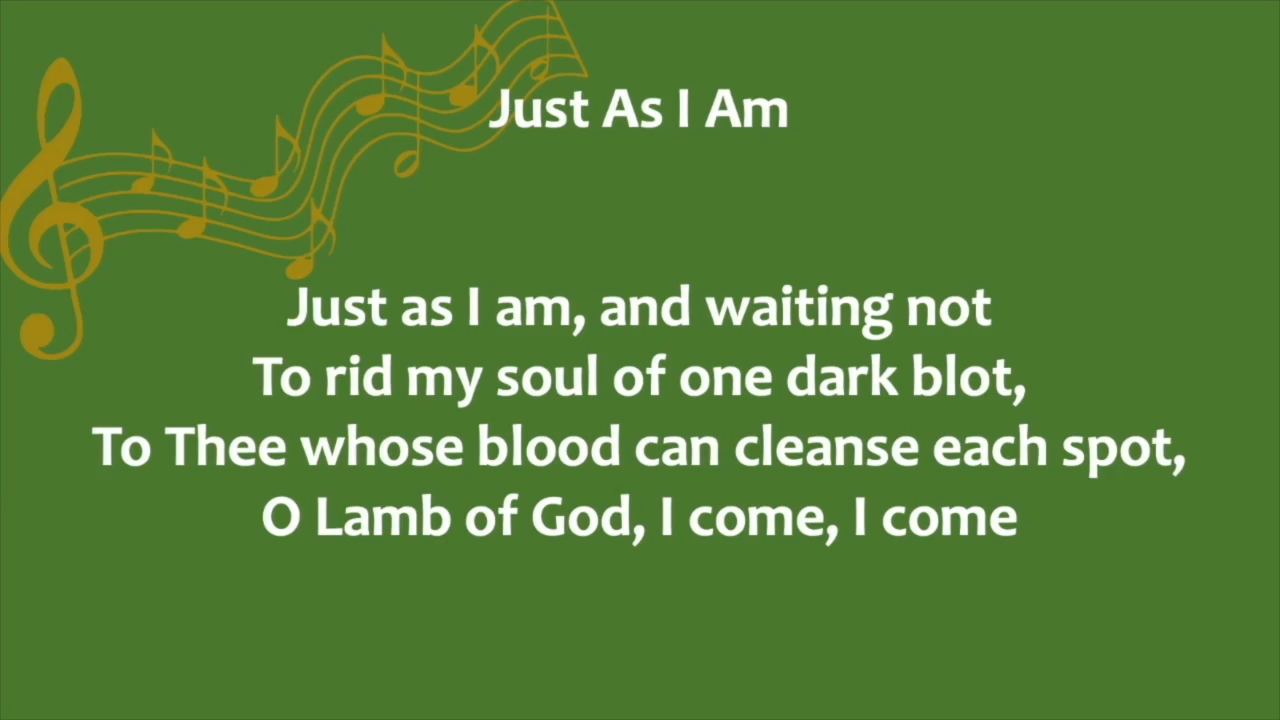 Just As I Am
Just as I am, and waiting not
To rid my soul of one dark blot,
To Thee whose blood can cleanse each spot,
O Lamb of God, I come, I come